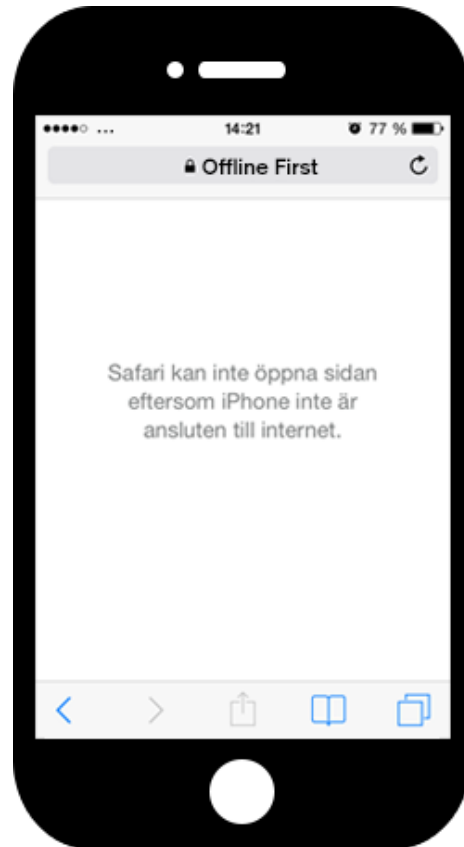 14:21
77 %
Offline First
Safari kan inte öppna sidan
eftersom iPhone inte är
ansluten till internet.